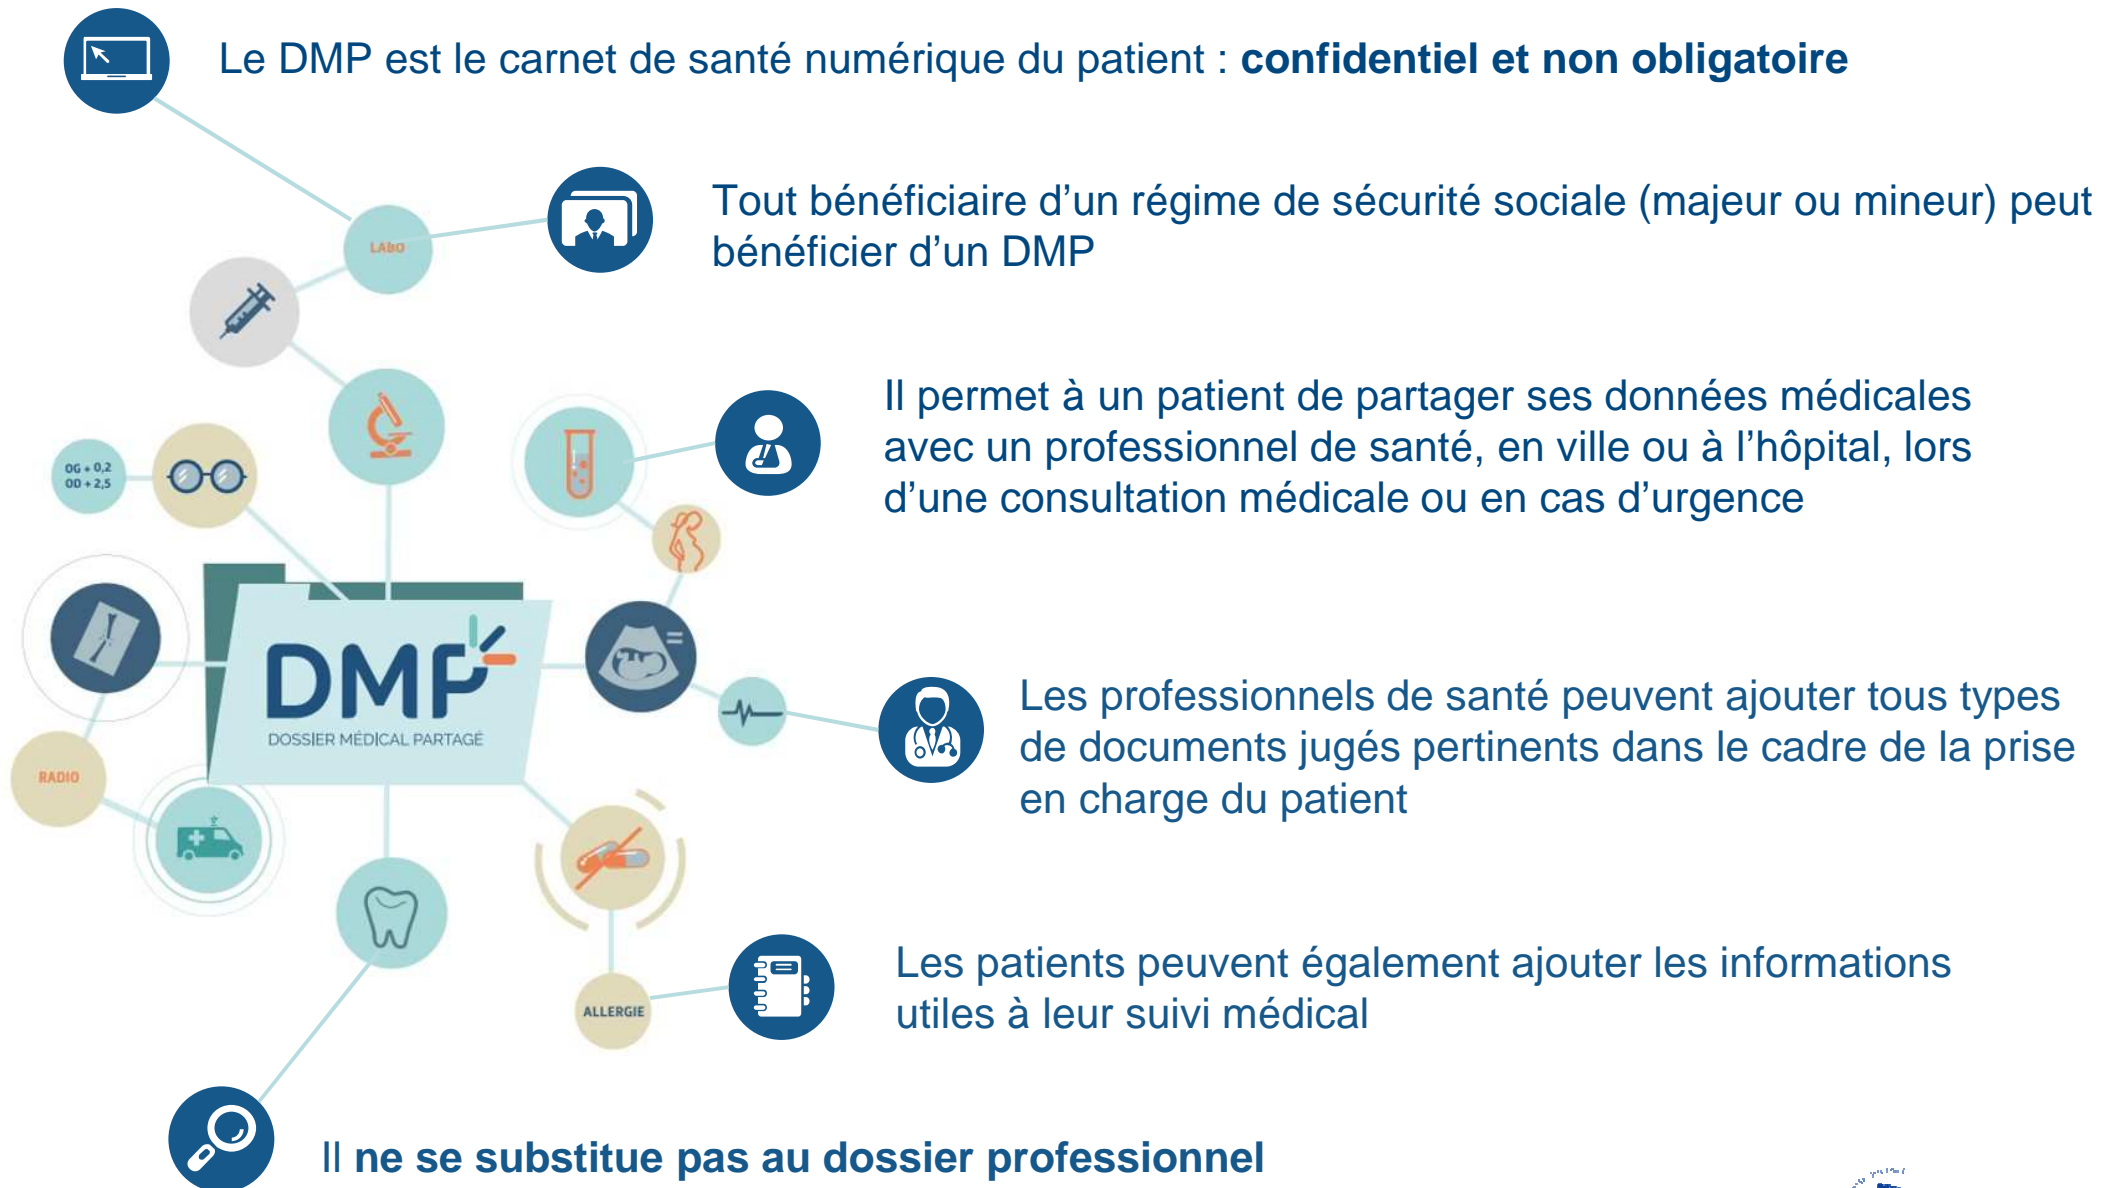 Le DMP est le carnet de santé numérique du patient : confidentiel et non obligatoire
Tout bénéficiaire d’un régime de sécurité sociale (majeur ou mineur) peut
bénéficier d’un DMP
LABO
Il permet à un patient de partager ses données médicales
avec un professionnel de santé, en ville ou à l’hôpital, lors
d’une consultation médicale ou en cas d’urgence
OG + 0,2
OD + 2,5
DMP
DOSSIER MÉDICAL PARTAGÉ
Les professionnels de santé peuvent ajouter tous types
de documents jugés pertinents dans le cadre de la prise
en charge du patient
RADIO
Les patients peuvent également ajouter les informations
utiles à leur suivi médical
ALLERGIE
Il ne se substitue pas au dossier professionnel